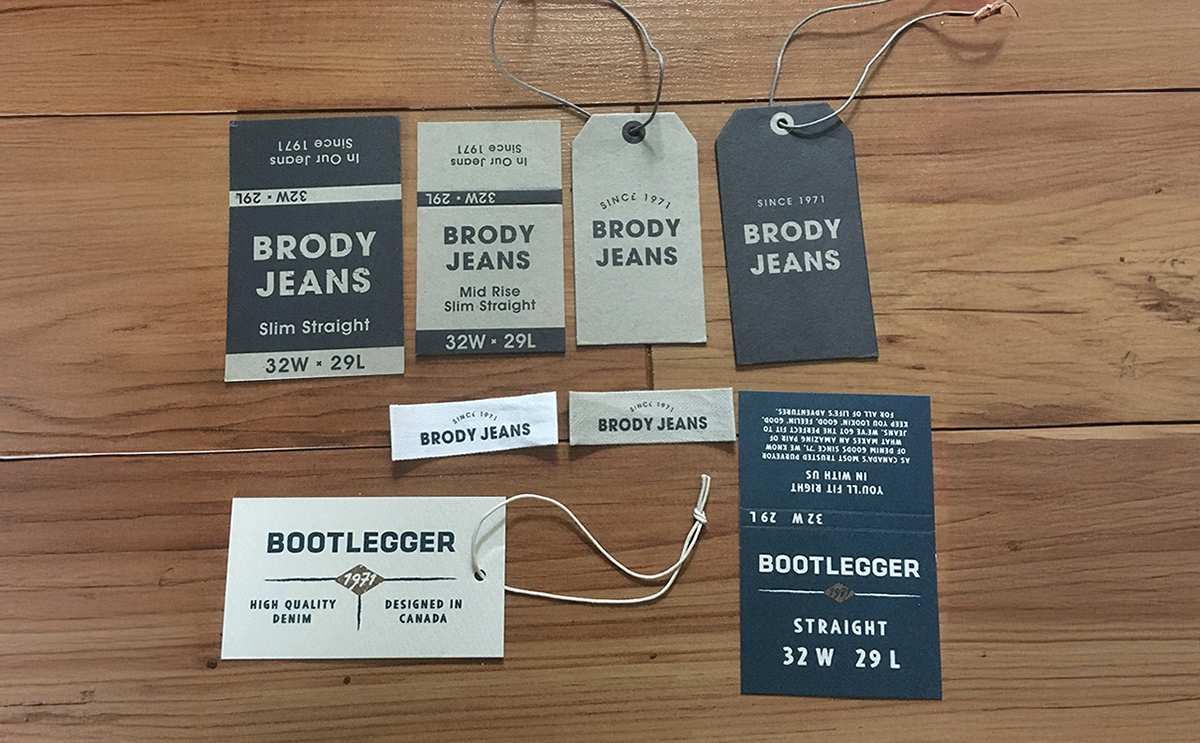 In Our Jeans
Since 1971
32W × 29L
BRODY
JEANS
Slim Straight
32W × 29L
In Our Jeans
Since 1971
32W × 29L
BRODY
JEANS
Mid Rise
Slim Straight
32W × 29L
SINCE 1971
BRODY
JEANS
SINCE 1971
BRODY
JEANS
SINCE 1971
BRODY JEANS
SINCE 1971
BRODY JEANS
BOOTLEGGER
1971
HIGH QUALITY
DENIM
DESIGNED IN
CANADA
YOU'LL FIT RIGHT
IN WITH US
AS CANADA'S MOST TRUSTED PURVEYOR
OF DENIM GOODS SINCE '71, WE KNOW
WHAT MAKES AN AMAZING PAIR OF
JEANS. WE'VE GOT THE PERFECT FIT TO
KEEP YOU LOOKIN' GOOD, FEELIN' GOOD,
FOR ALL OF LIFE'S ADVENTURES.
32 W 29 L
BOOTLEGGER
1971
STRAIGHT
32 W 29 L